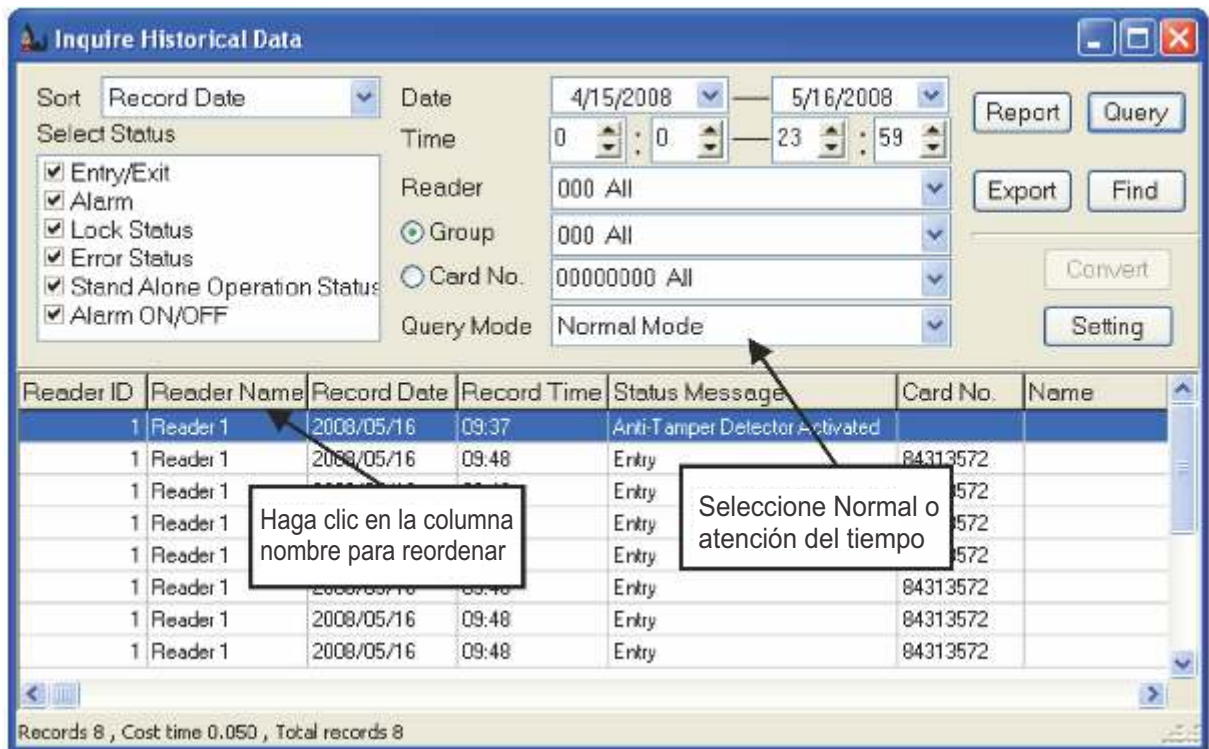 Inquire Historical Data
Sort Record Date
Select Status
Entry/Exit
Alarm
Lock Status
Error Status
Stand Alone Operation Status
Alarm ON/OFF
Date 4/15/2008 — 5/16/2008
Time 0 : 0 — 23 : 59
Reader 000 All
Group 000 All
Card No. 00000000 All
Query Mode Normal Mode
Report Query
Export Find
Convert
Setting
Reader ID Reader Name Record Date Record Time Status Message Card No. Name
1 Reader 1 2008/05/16 09:37 Anti-Tamper Detector Activated
1 Reader 1 2008/05/16 09:48 Entry 84313572
1 Reader 1 Entry
1 Reader 1 Entry
1 Reader 1 Entry
1 Reader 1 Entry 84313572
1 Reader 1 2008/05/16 09:48 Entry 84313572
1 Reader 1 2008/05/16 09:48 Entry 84313572
Haga clic en la columna
nombre para reordenar
Seleccione Normal o
atención del tiempo
Records 8 , Cost time 0.050 , Total records 8